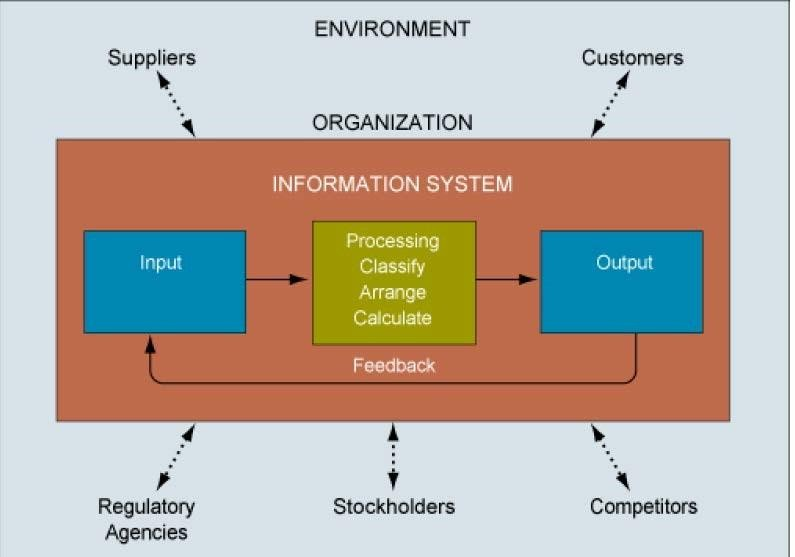 ENVIRONMENT
Suppliers
Customers
ORGANIZATION
INFORMATION SYSTEM
Input
Processing
Classify
Arrange
Calculate
Output
Feedback
Regulatory
Agencies
Stockholders
Competitors